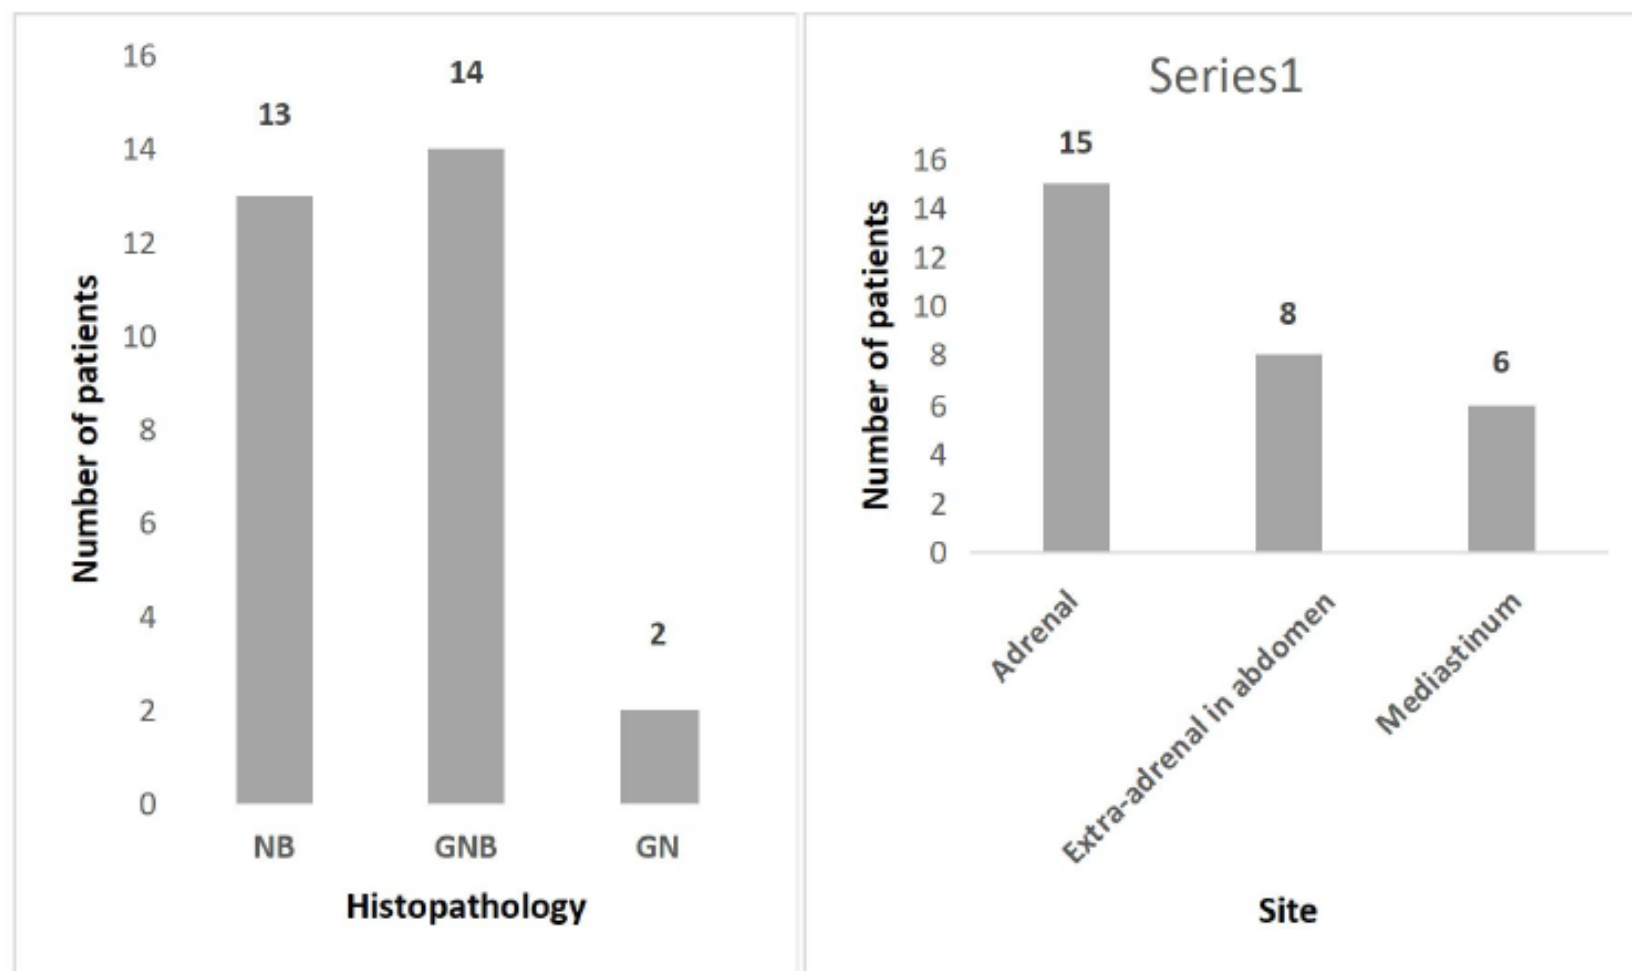 16
14
12
10
8
6
4
2
0
13
14
2
Number of patients
NB
GNB
GN
Histopathology
Series1
16
14
12
10
8
6
4
2
0
15
8
6
Number of patients
Adrenal
Extra-adrenal in abdomen
Mediastinum
Site